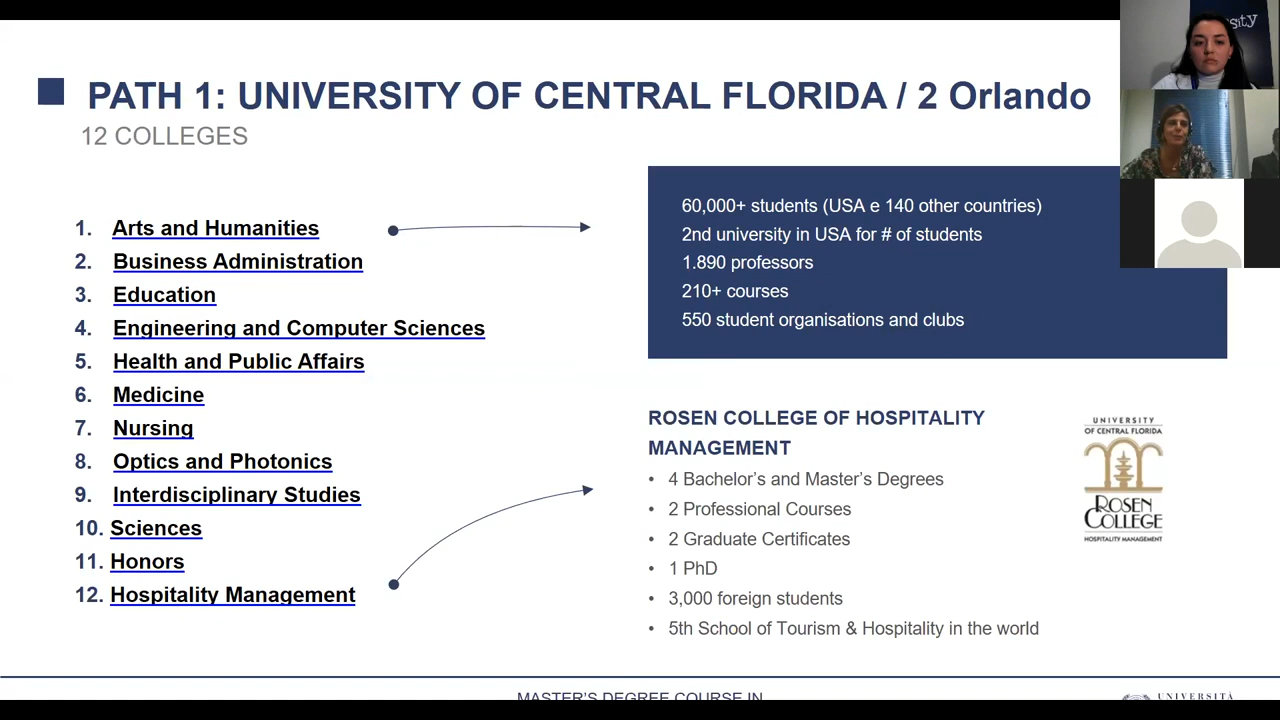 PATH 1: UNIVERSITY OF CENTRAL FLORIDA / 2 Orlando
12 COLLEGES
1. Arts and Humanities
2. Business Administration
3. Education
4. Engineering and Computer Sciences
5. Health and Public Affairs
6. Medicine
7. Nursing
8. Optics and Photonics
9. Interdisciplinary Studies
10. Sciences
11. Honors
12. Hospitality Management
60,000+ students (USA e 140 other countries)
2nd university in USA for # of students
1.890 professors
210+ courses
550 student organisations and clubs
ROSEN COLLEGE OF HOSPITALITY
MANAGEMENT
• 4 Bachelor's and Master's Degrees
• 2 Professional Courses
• 2 Graduate Certificates
• 1 PhD
• 3,000 foreign students
• 5th School of Tourism & Hospitality in the world
UNIVERSITY
OF CENTRAL FLORIDA
ROSEN
COLLEGE
HOSPITALITY MANAGEMENT
MASTER'S DEGREE COURSE IN
UNIVERSITÀ